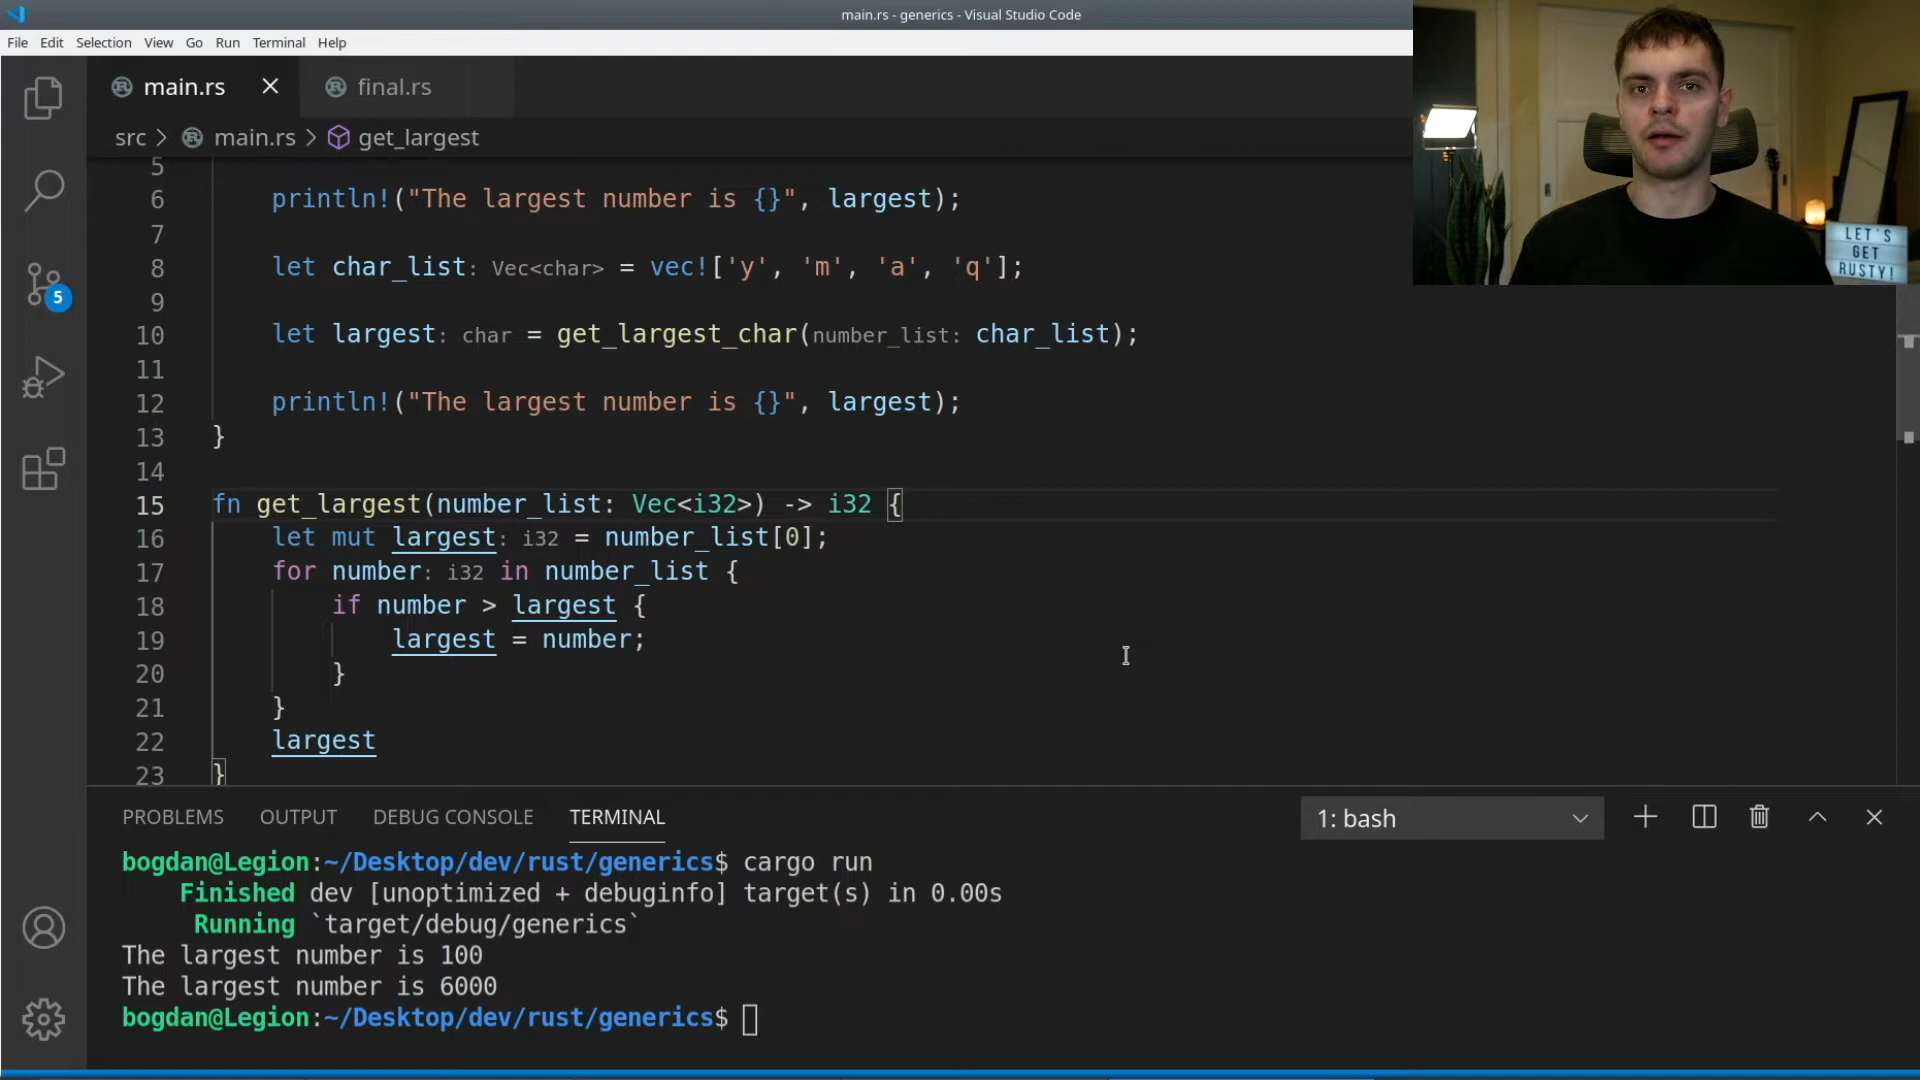 main.rs - generics - Visual Studio Code
File Edit Selection View Go Run Terminal Help
main.rs final.rs
src > main.rs > get_largest
5
6 println!("The largest number is {}", largest);
7
8 let char_list: Vec<char> = vec!['y', 'm', 'a', 'q'];
9
10 let largest: char = get_largest_char(number_list: char_list);
11
12 println!("The largest number is {}", largest);
13 }
14
15 fn get_largest(number_list: Vec<i32>) -> i32 {
16 let mut largest: i32 = number_list[0];
17 for number: i32 in number_list {
18 if number > largest {
19 largest = number;
20 }
21 }
22 largest
23 }
LET'S
GET
RUSTY!
5
PROBLEMS OUTPUT DEBUG CONSOLE TERMINAL 1: bash
bogdan@Legion:~/Desktop/dev/rust/generics$ cargo run
Finished dev [unoptimized + debuginfo] target(s) in 0.00s
Running `target/debug/generics`
The largest number is 100
The largest number is 6000
bogdan@Legion:~/Desktop/dev/rust/generics$